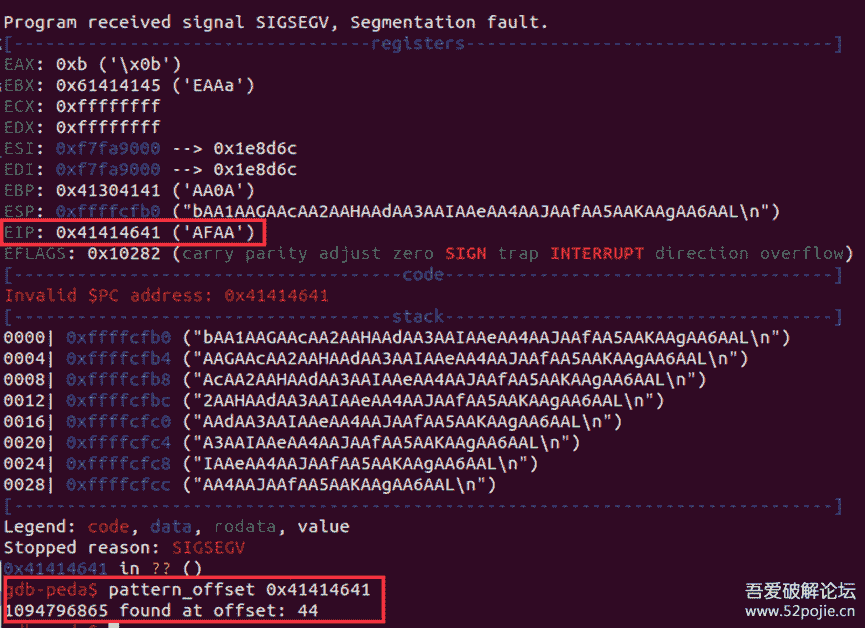 Program received signal SIGSEGV, Segmentation fault.
[----------------------------------registers-----------------------------------]
EAX: 0xb ('\x0b')
EBX: 0x61414145 ('EAAa')
ECX: 0xffffffff
EDX: 0xffffffff
ESI: 0xf7fa9000 --> 0x1e8d6c
EDI: 0xf7fa9000 --> 0x1e8d6c
EBP: 0x41304141 ('AA0A')
ESP: 0xffffcfb0 ("bAA1AAGAAcAA2AAHAAdAA3AAIAAeAA4AAJAAfAA5AAKAAgAA6AAL\n")
EIP: 0x41414641 ('AFAA')
EFLAGS: 0x10282 (carry parity adjust zero SIGN trap INTERRUPT direction overflow)
[-------------------------------------code-------------------------------------]
Invalid $PC address: 0x41414641
[------------------------------------stack-------------------------------------]
0000| 0xffffcfb0 ("bAA1AAGAAcAA2AAHAAdAA3AAIAAeAA4AAJAAfAA5AAKAAgAA6AAL\n")
0004| 0xffffcfb4 ("AAGAAcAA2AAHAAdAA3AAIAAeAA4AAJAAfAA5AAKAAgAA6AAL\n")
0008| 0xffffcfb8 ("AcAA2AAHAAdAA3AAIAAeAA4AAJAAfAA5AAKAAgAA6AAL\n")
0012| 0xffffcfbc ("2AAHAAdAA3AAIAAeAA4AAJAAfAA5AAKAAgAA6AAL\n")
0016| 0xffffcfc0 ("AAdAA3AAIAAeAA4AAJAAfAA5AAKAAgAA6AAL\n")
0020| 0xffffcfc4 ("A3AAIAAeAA4AAJAAfAA5AAKAAgAA6AAL\n")
0024| 0xffffcfc8 ("IAAeAA4AAJAAfAA5AAKAAgAA6AAL\n")
0028| 0xffffcfcc ("AA4AAJAAfAA5AAKAAgAA6AAL\n")
[------------------------------------------------------------------------------]
Legend: code, data, rodata, value
Stopped reason: SIGSEGV
0x41414641 in ?? ()
gdb-peda$ pattern_offset 0x41414641
1094796865 found at offset: 44
吾爱破解论坛
www.52pojie.cn